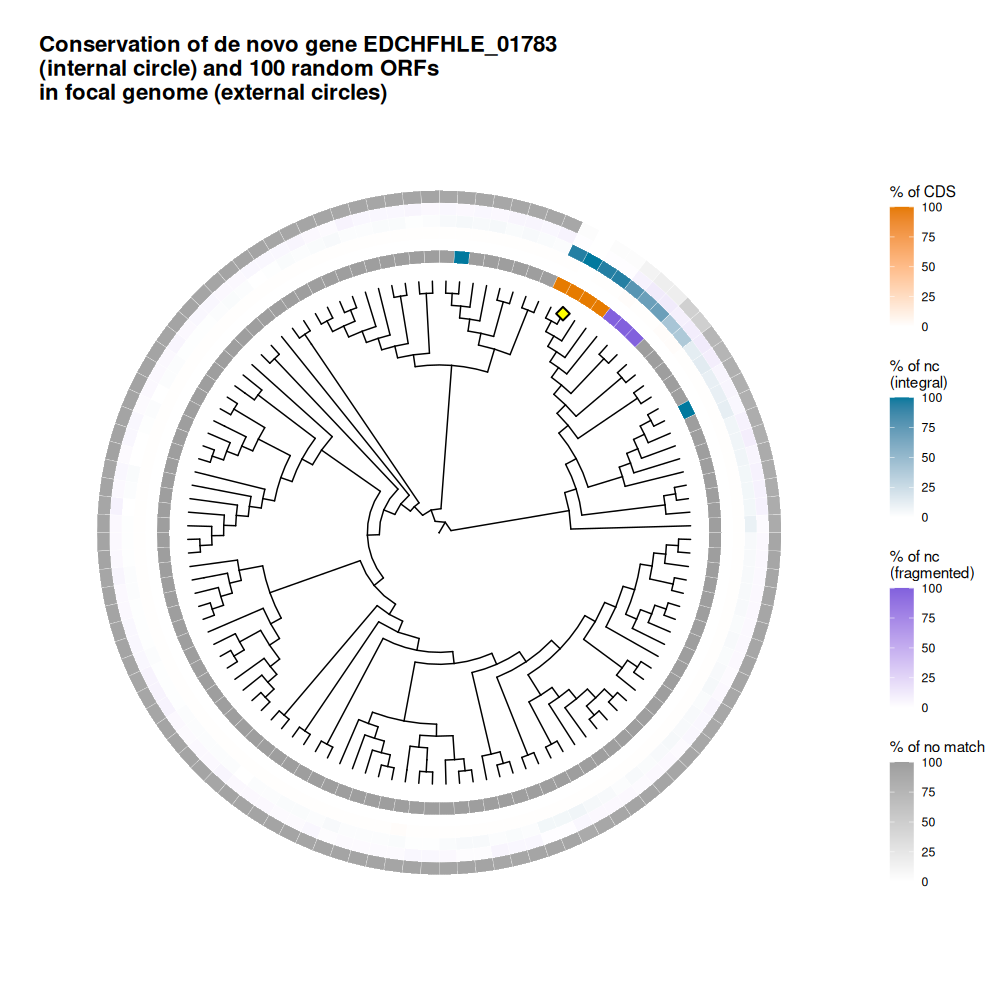 Conservation of de novo gene EDCHFHLE_01783
(internal circle) and 100 random ORFs
in focal genome (external circles)
% of CDS
100
75
50
25
0
% of nc
(integral)
100
75
50
25
0
% of nc
(fragmented)
100
75
50
25
0
% of no match
100
75
50
25
0